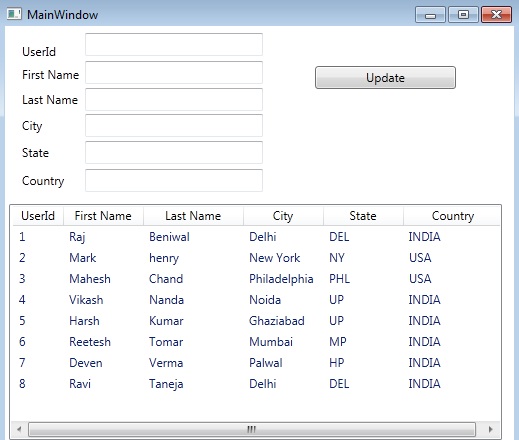 MainWindow
UserId
First Name
Update
Last Name
City
State
Country
UserId First Name Last Name City State Country
1 Raj Beniwal Delhi DEL INDIA
2 Mark henry New York NY USA
3 Mahesh Chand Philadelphia PHL USA
4 Vikash Nanda Noida UP INDIA
5 Harsh Kumar Ghaziabad UP INDIA
6 Reetesh Tomar Mumbai MP INDIA
7 Deven Verma Palwal HP INDIA
8 Ravi Taneja Delhi DEL INDIA